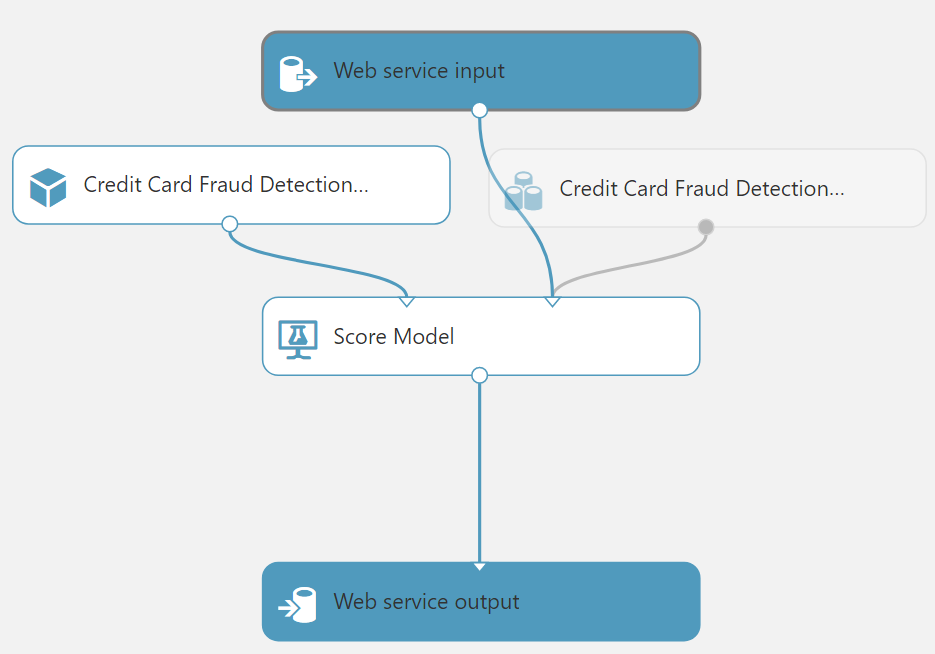 Web service input
Credit Card Fraud Detection...
Credit Card Fraud Detection...
Score Model
Web service output